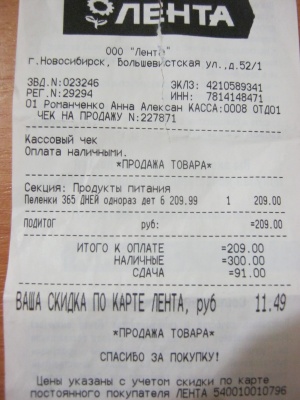 ЛЕНТА
ООО "Лента"
г.Новосибирск, Большевистская ул.,д.52/1
ЗВД.N:023246 ЭКЛЗ: 4210589341
РЕГ.N:29294 ИНН: 7814148471
01 Романченко Анна Алексан КАССА:0008 ОТД01
ЧЕК НА ПРОДАЖУ N:227871
Кассовый чек
Оплата наличными.
*ПРОДАЖА ТОВАРА*
Секция: Продукты питания
Пеленки 365 ДНЕЙ однораз дет 6 209.99 1 209.00
ПОДИТОГ руб: =209.00
ИТОГО К ОПЛАТЕ =209.00
НАЛИЧНЫЕ =300.00
СДАЧА =91.00
ВАША СКИДКА ПО КАРТЕ ЛЕНТА, руб 11.49
*ПРОДАЖА ТОВАРА*
СПАСИБО ЗА ПОКУПКУ!
Цены указаны с учетом скидки по карте
постоянного покупателя ЛЕНТА 540010010796